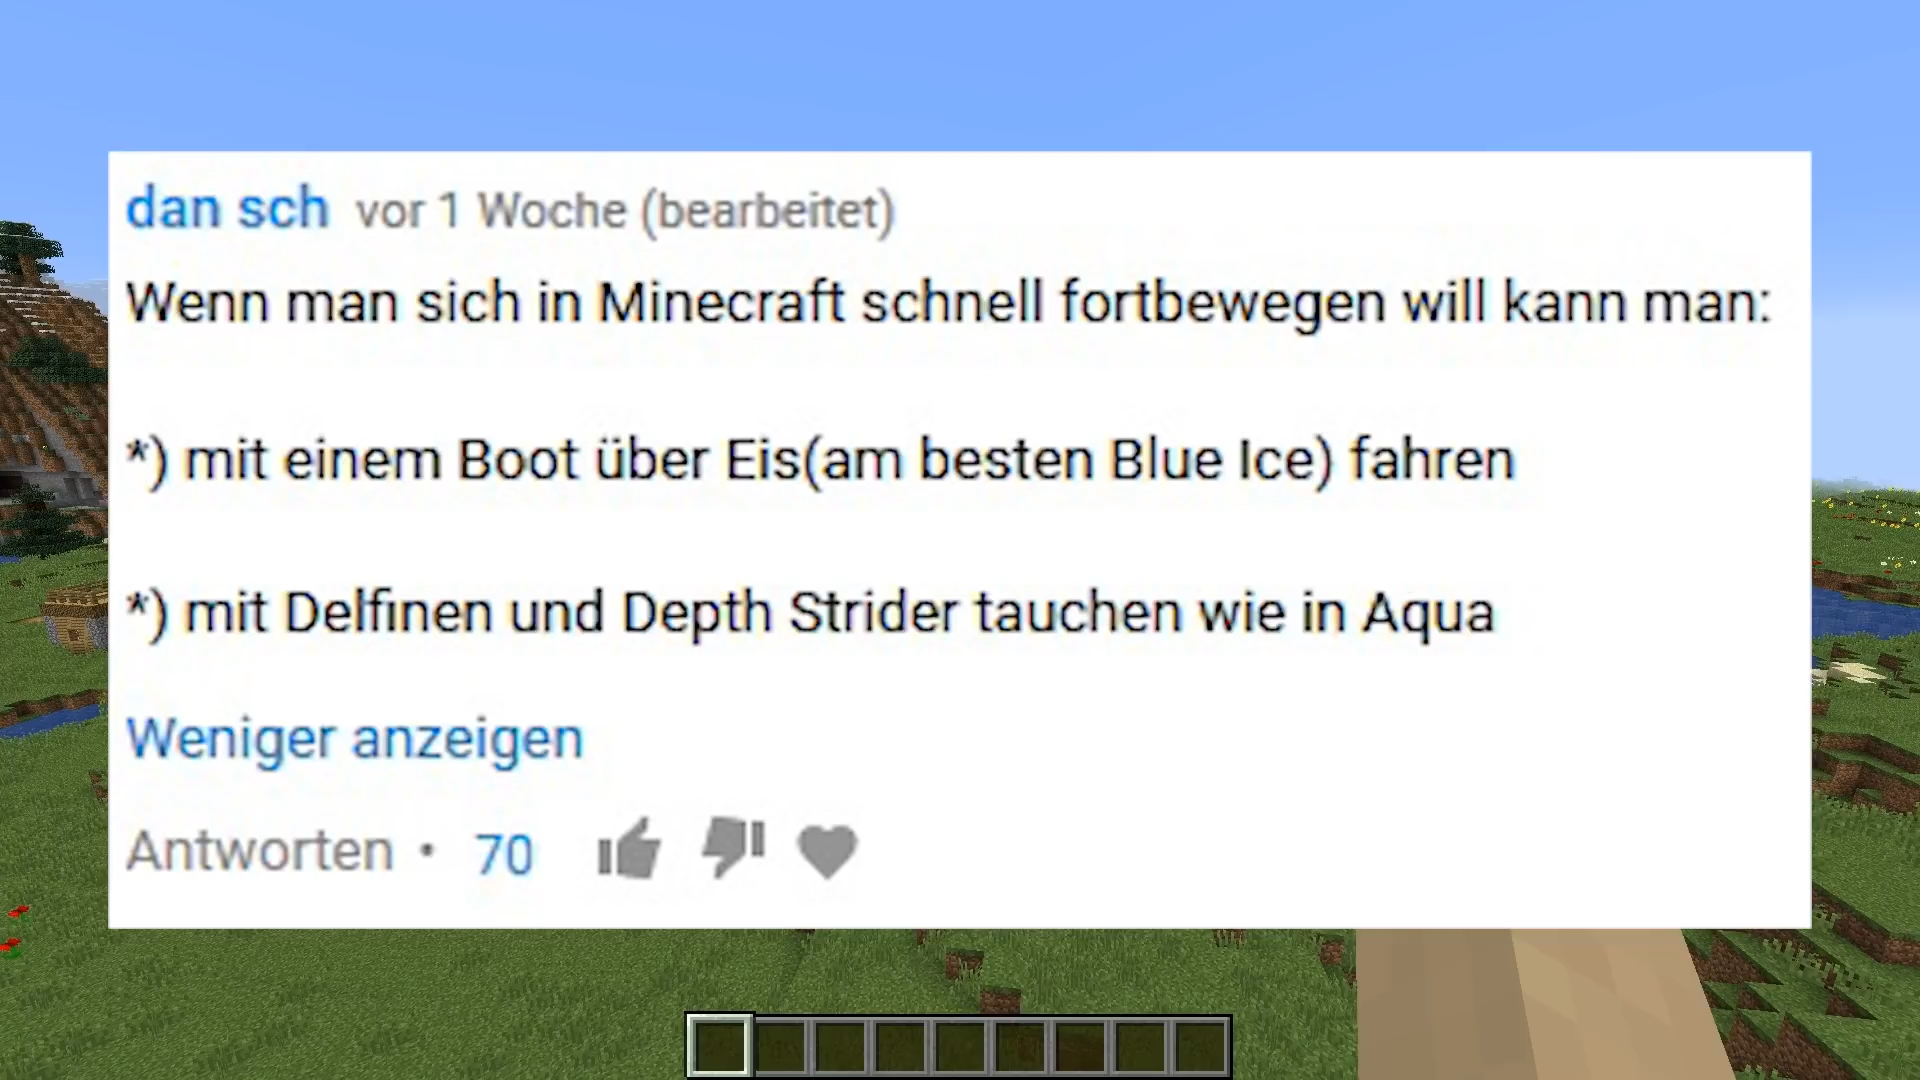 dan sch vor 1 Woche (bearbeitet)
Wenn man sich in Minecraft schnell fortbewegen will kann man:
*) mit einem Boot über Eis(am besten Blue Ice) fahren
*) mit Delfinen und Depth Strider tauchen wie in Aqua
Weniger anzeigen
Antworten • 70